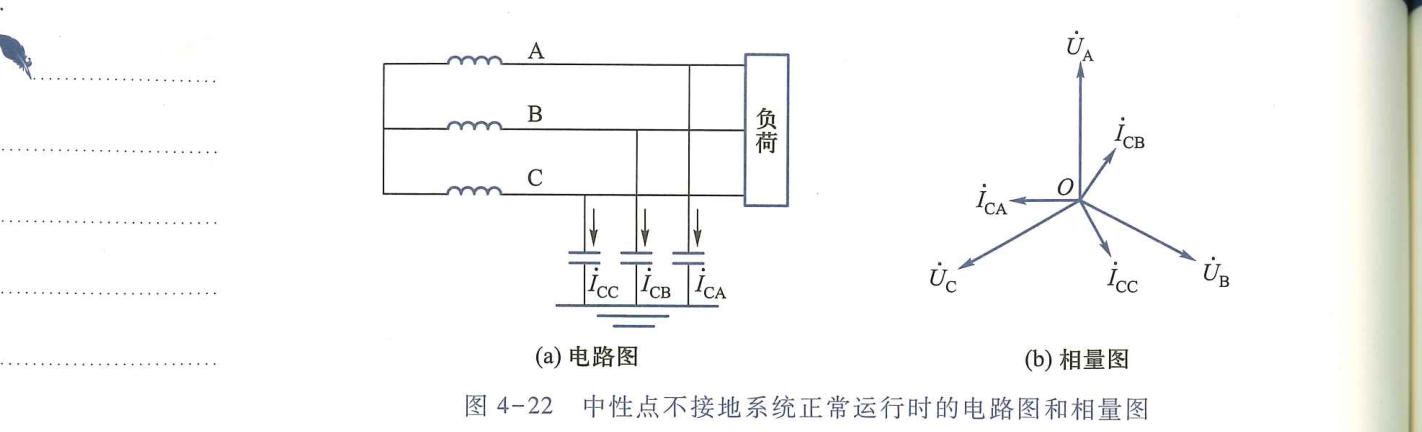 A
B
C
负荷
İCC
İCB
İCA
(a) 电路图
U̇A
İCB
O
İCA
U̇C
İCC
U̇B
(b) 相量图
图 4-22 中性点不接地系统正常运行时的电路图和相量图